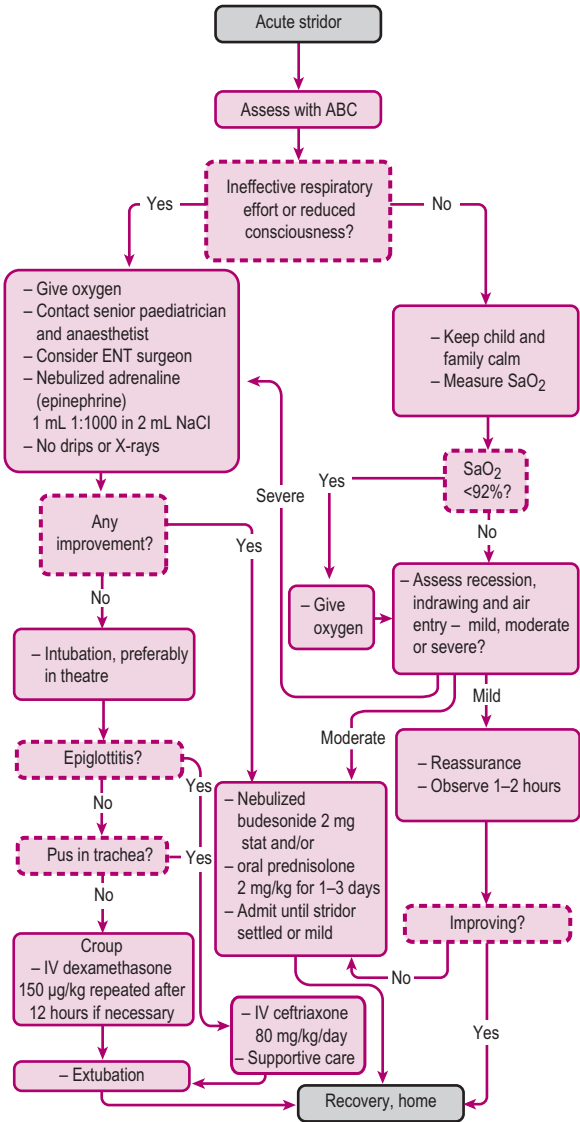 Acute stridor
Assess with ABC
Ineffective respiratory
effort or reduced
consciousness?
Yes
No
– Give oxygen
– Contact senior paediatrician
and anaesthetist
– Consider ENT surgeon
– Nebulized adrenaline
(epinephrine)
1 mL 1:1000 in 2 mL NaCl
– No drips or X-rays
– Keep child and
family calm
– Measure SaO₂
SaO₂
<92%?
Yes
No
Severe
Any
improvement?
Yes
No
– Give
oxygen
– Assess recession,
indrawing and air
entry – mild, moderate
or severe?
– Intubation, preferably
in theatre
Mild
Moderate
Epiglottitis?
Yes
No
– Reassurance
– Observe 1–2 hours
– Nebulized
budesonide 2 mg
stat and/or
– oral prednisolone
2 mg/kg for 1–3 days
– Admit until stridor
settled or mild
Pus in trachea?
Yes
No
Improving?
No
Yes
Croup
– IV dexamethasone
150 µg/kg repeated after
12 hours if necessary
– IV ceftriaxone
80 mg/kg/day
– Supportive care
– Extubation
Recovery, home